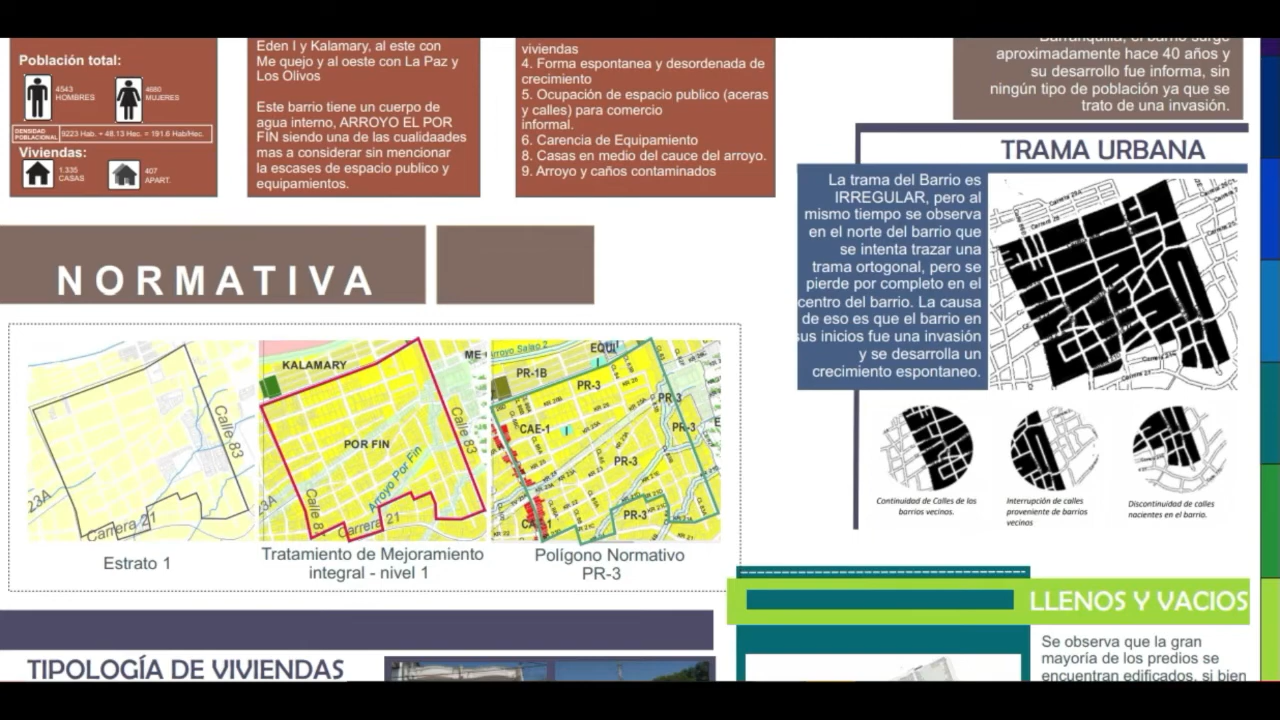 Población total:
4543
HOMBRES
4680
MUJERES
DENSIDAD
POBLACIONAL
9223 Hab. ÷ 48.13 Hec. = 191.6 Hab/Hec.
Viviendas:
1.335
CASAS
407
APART.
Eden I y Kalamary, al este con
Me quejo y al oeste con La Paz y
Los Olivos
Este barrio tiene un cuerpo de
agua interno, ARROYO EL POR
FIN siendo una de las cualidaades
mas a considerar sin mencionar
la escases de espacio publico y
equipamientos.
viviendas
4. Forma espontanea y desordenada de
crecimiento
5. Ocupación de espacio publico (aceras
y calles) para comercio
informal.
6. Carencia de Equipamiento
8. Casas en medio del cauce del arroyo.
9. Arroyo y caños contaminados
Barranquilla, el barrio surge
aproximadamente hace 40 años y
su desarrollo fue informa, sin
ningún tipo de población ya que se
trato de una invasión.
TRAMA URBANA
La trama del Barrio es
IRREGULAR, pero al
mismo tiempo se observa
en el norte del barrio que
se intenta trazar una
trama ortogonal, pero se
pierde por completo en el
centro del barrio. La causa
de eso es que el barrio en
sus inicios fue una invasión
y se desarrolla un
crecimiento espontaneo.
Continuidad de Calles de los
barrios vecinos.
Interrupción de calles
proveniente de barrios
vecinos
Discontinuidad de calles
nacientes en el barrio.
NORMATIVA
Calle 83
23A
Carrera 21
Estrato 1
KALAMARY
ME
POR FIN
Calle 83
Arroyo Por Fin
Calle 8
23A
Carrera 21
Tratamiento de Mejoramiento
integral - nivel 1
Arroyo Salao 2
EQUI
PR-1B
PR-3
PR-3
CAE-1
PR-3
PR-3
PR-3
Polígono Normativo
PR-3
TIPOLOGÍA DE VIVIENDAS
LLENOS Y VACIOS
Se observa que la gran
mayoría de los predios se
encuentran edificados, si bien